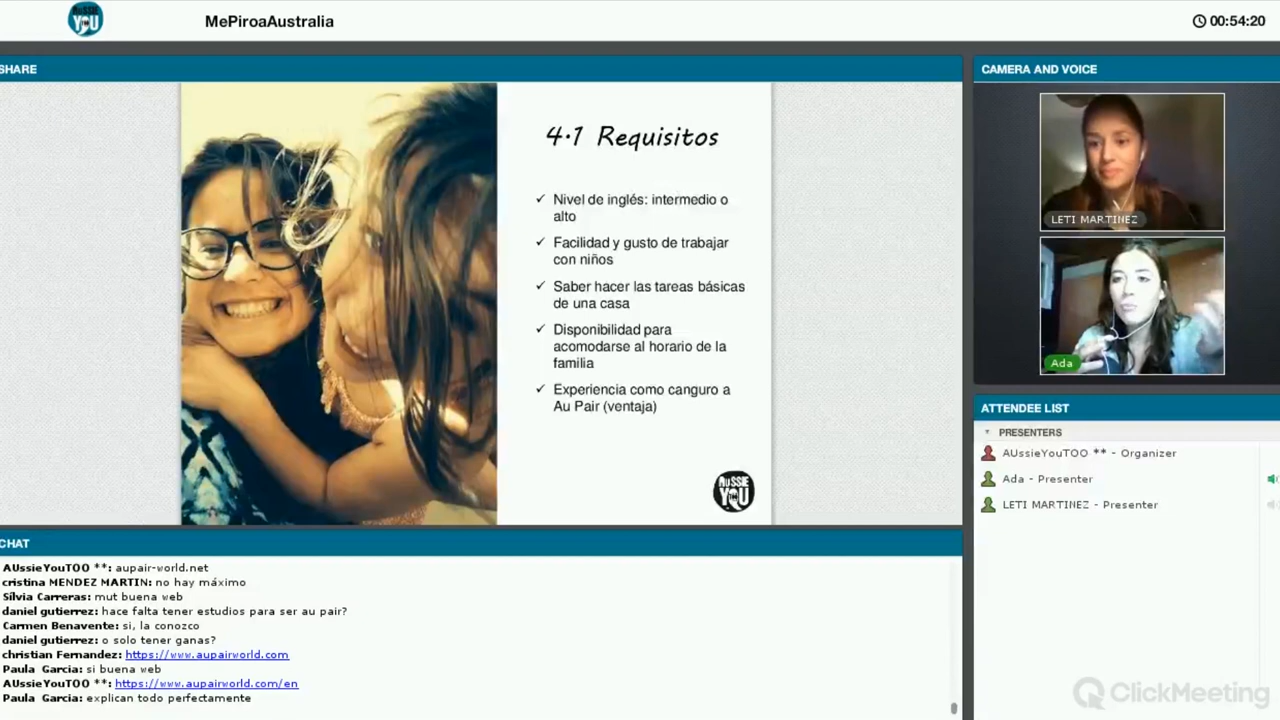 AUSSIE
YOU
MePiroaAustralia
00:54:20
SHARE
4.1 Requisitos
✓ Nivel de inglés: intermedio o
alto
✓ Facilidad y gusto de trabajar
con niños
✓ Saber hacer las tareas básicas
de una casa
✓ Disponibilidad para
acomodarse al horario de la
familia
✓ Experiencia como canguro a
Au Pair (ventaja)
AUSSIE
YOU
CAMERA AND VOICE
LETI MARTINEZ
Ada
ATTENDEE LIST
PRESENTERS
AUssieYouTOO ** - Organizer
Ada - Presenter
LETI MARTINEZ - Presenter
CHAT
AUssieYouTOO **: aupair-world.net
cristina MENDEZ MARTIN: no hay máximo
Sílvia Carreras: mut buena web
daniel gutierrez: hace falta tener estudios para ser au pair?
Carmen Benavente: si, la conozco
daniel gutierrez: o solo tener ganas?
christian Fernandez: https://www.aupairworld.com
Paula Garcia: si buena web
AUssieYouTOO **: https://www.aupairworld.com/en
Paula Garcia: explican todo perfectamente
ClickMeeting